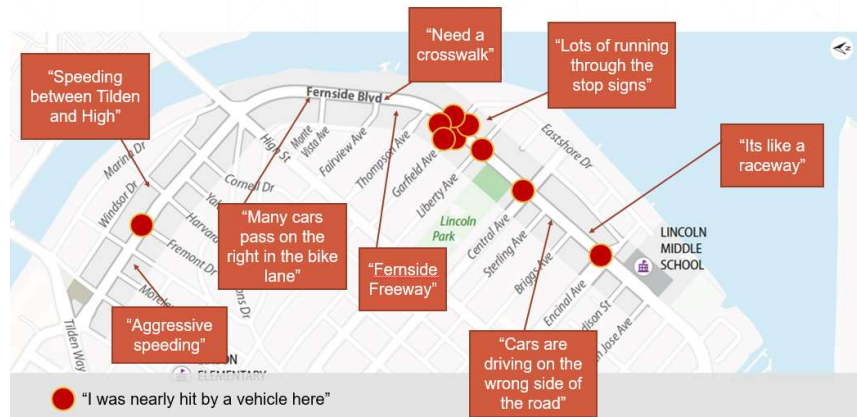 “Need a
crosswalk”
“Lots of running
through the
stop signs”
“Speeding
between Tilden
and High”
Fernside Blvd
“Its like a
raceway”
Marine Dr
Windsor Dr
High St
Monte
Vista Ave
Fairview Ave
Thompson Ave
Garfield Ave
Liberty Ave
Eastshore Dr
Cornell Dr
Harvard
Fremont Dr
“Many cars
pass on the
right in the bike
lane”
“Fernside
Freeway”
Lincoln
Park
Central Ave
Sterling Ave
Briggs Ave
Encinal Ave
LINCOLN
MIDDLE
SCHOOL
Tilden Way
“Aggressive
speeding”
“Cars are
driving on the
wrong side of
the road”
ELEMENTARY
Jose Ave
“I was nearly hit by a vehicle here”